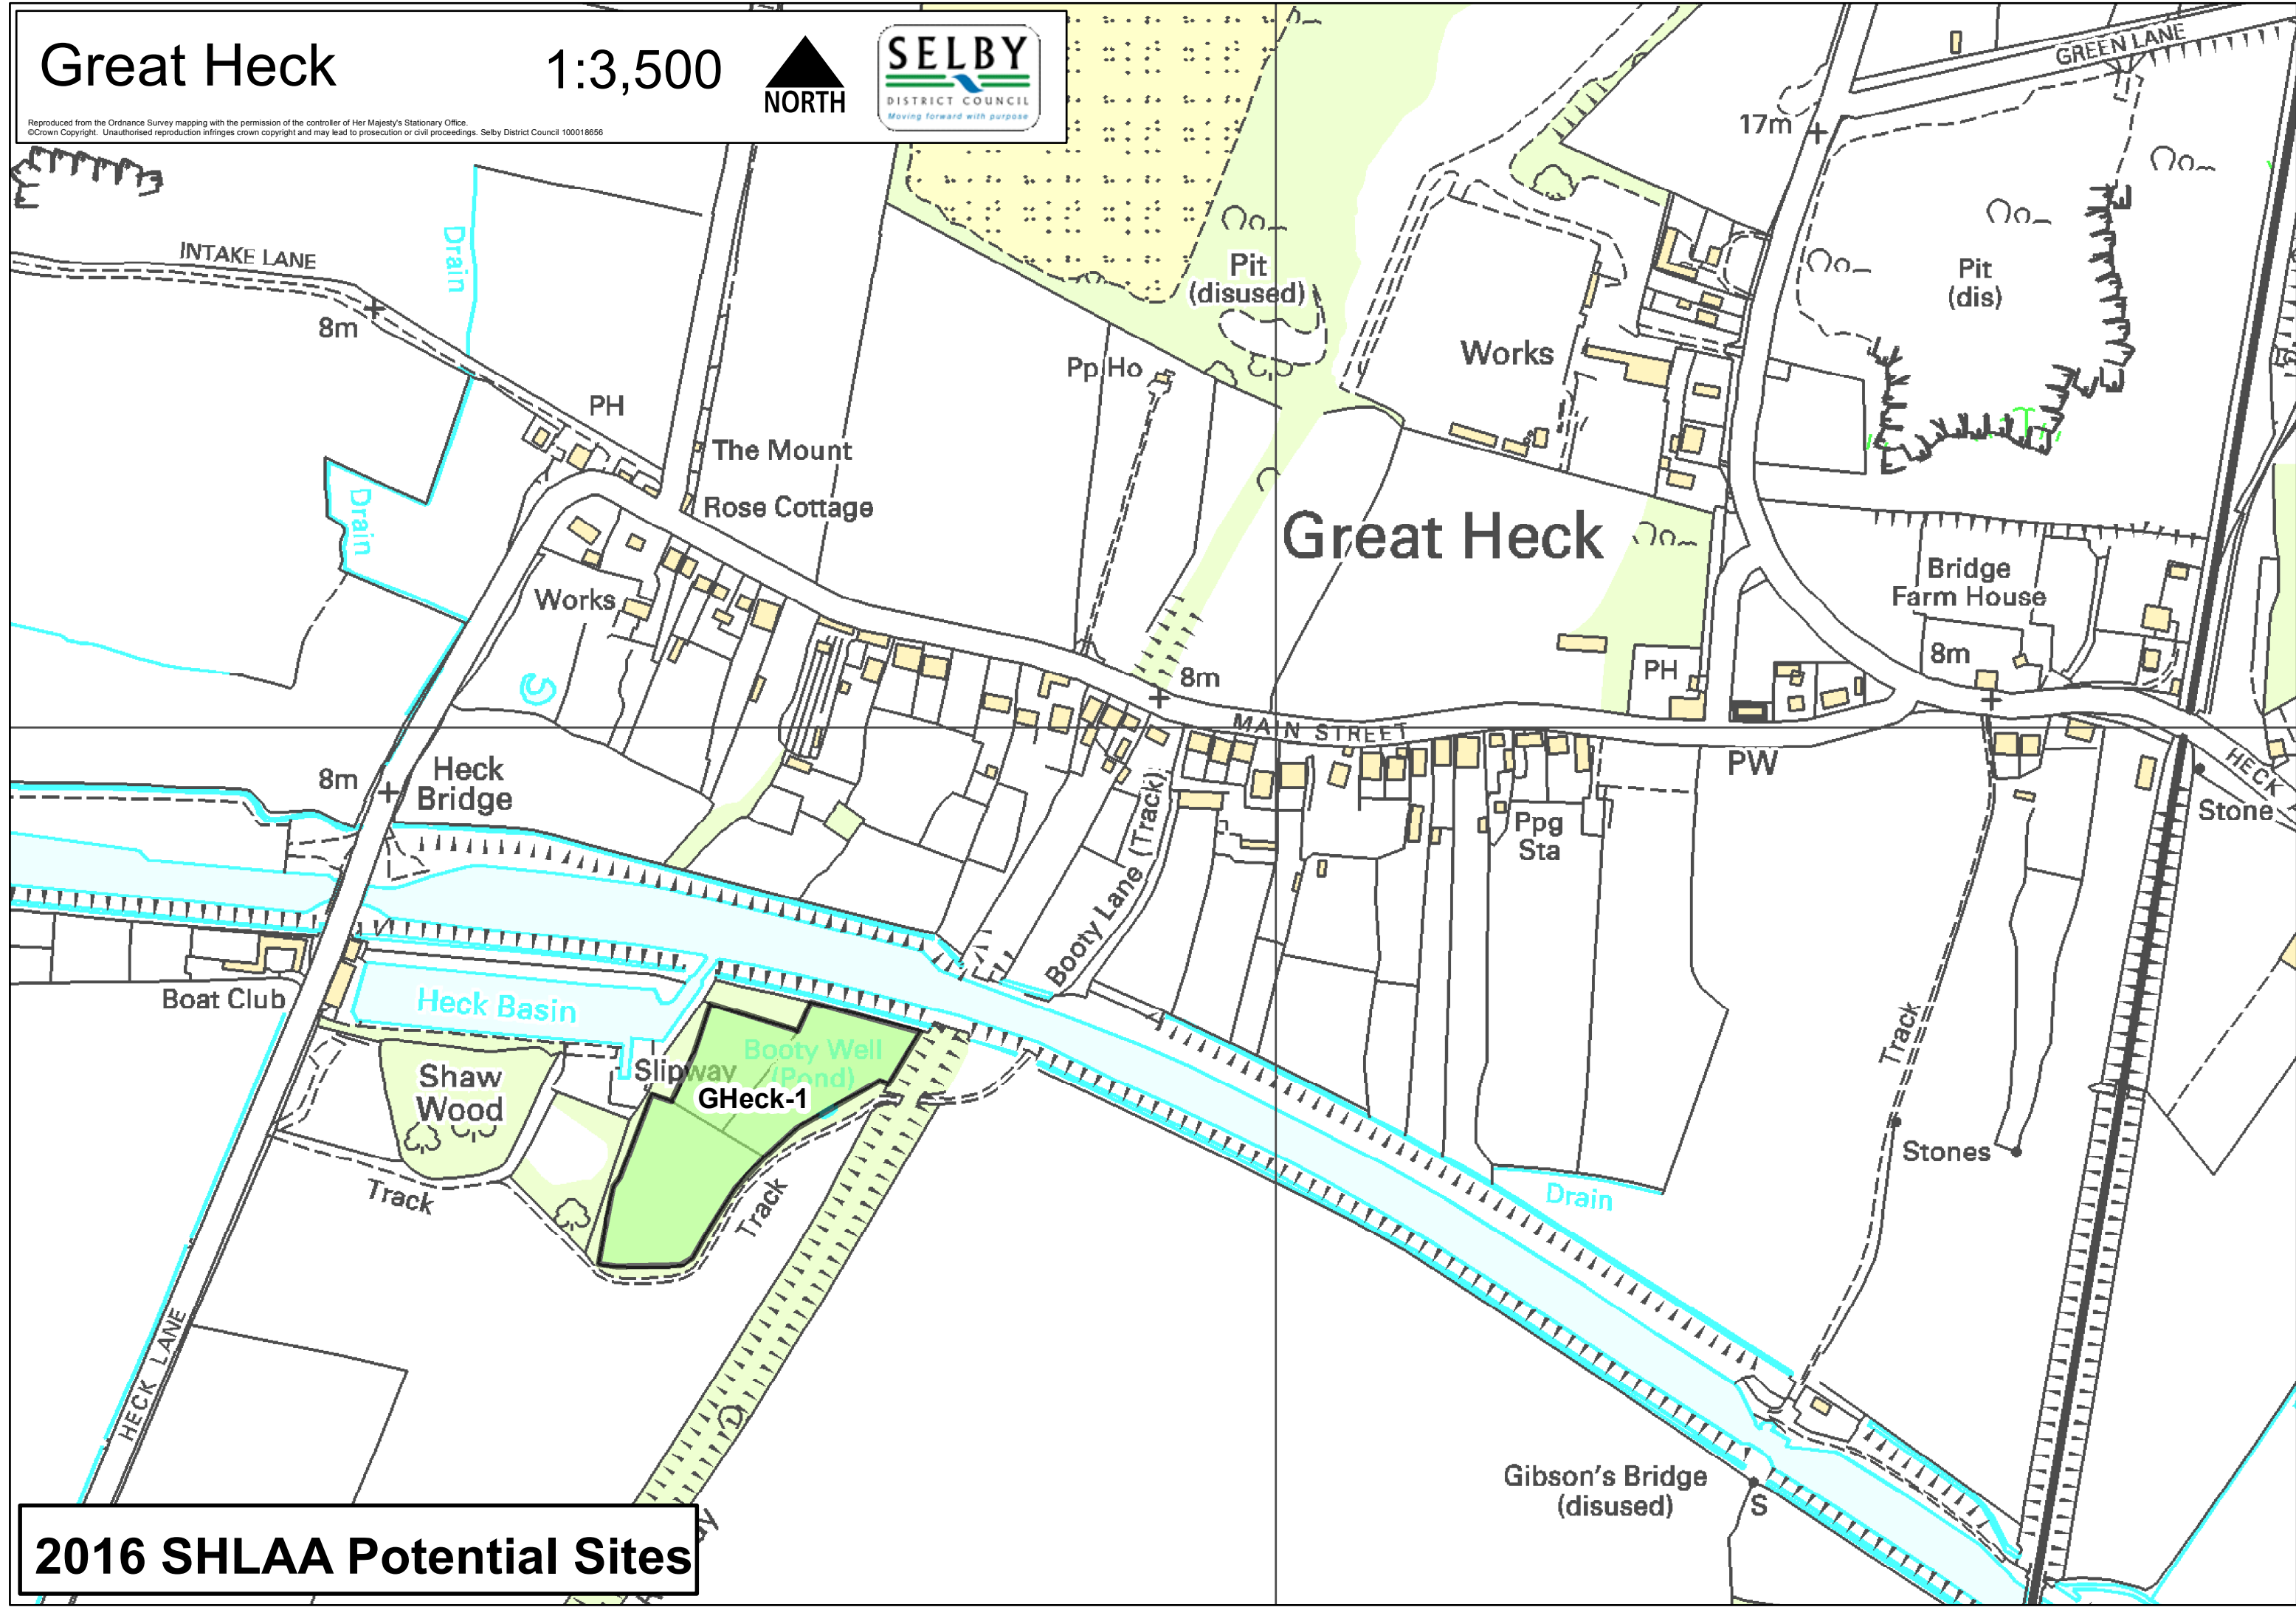 Great Heck
1:3,500
NORTH
SELBY
DISTRICT COUNCIL
Moving forward with purpose
Reproduced from the Ordnance Survey mapping with the permission of the controller of Her Majesty's Stationary Office.
©Crown Copyright. Unauthorised reproduction infringes crown copyright and may lead to prosecution or civil proceedings. Selby District Council 100018656
GREEN LANE
17m
INTAKE LANE
8m
Drain
Drain
PH
The Mount
Rose Cottage
Pp Ho
Pit
(disused)
Works
Pit
(dis)
Great Heck
Works
Bridge
Farm House
8m
PH
8m
MAIN STREET
PW
HECK
Stone
8m
Heck
Bridge
Ppg
Sta
Booty Lane (Track)
Boat Club
Heck Basin
Slipway
Booty Well
(Pond)
GHeck-1
Shaw
Wood
Track
Track
Track
Stones
Drain
HECK LANE
Gibson's Bridge
(disused)
S
2016 SHLAA Potential Sites